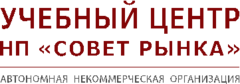 УЧЕБНЫЙ ЦЕНТР
НП «СОВЕТ РЫНКА»
АВТОНОМНАЯ НЕКОММЕРЧЕСКАЯ ОРГАНИЗАЦИЯ